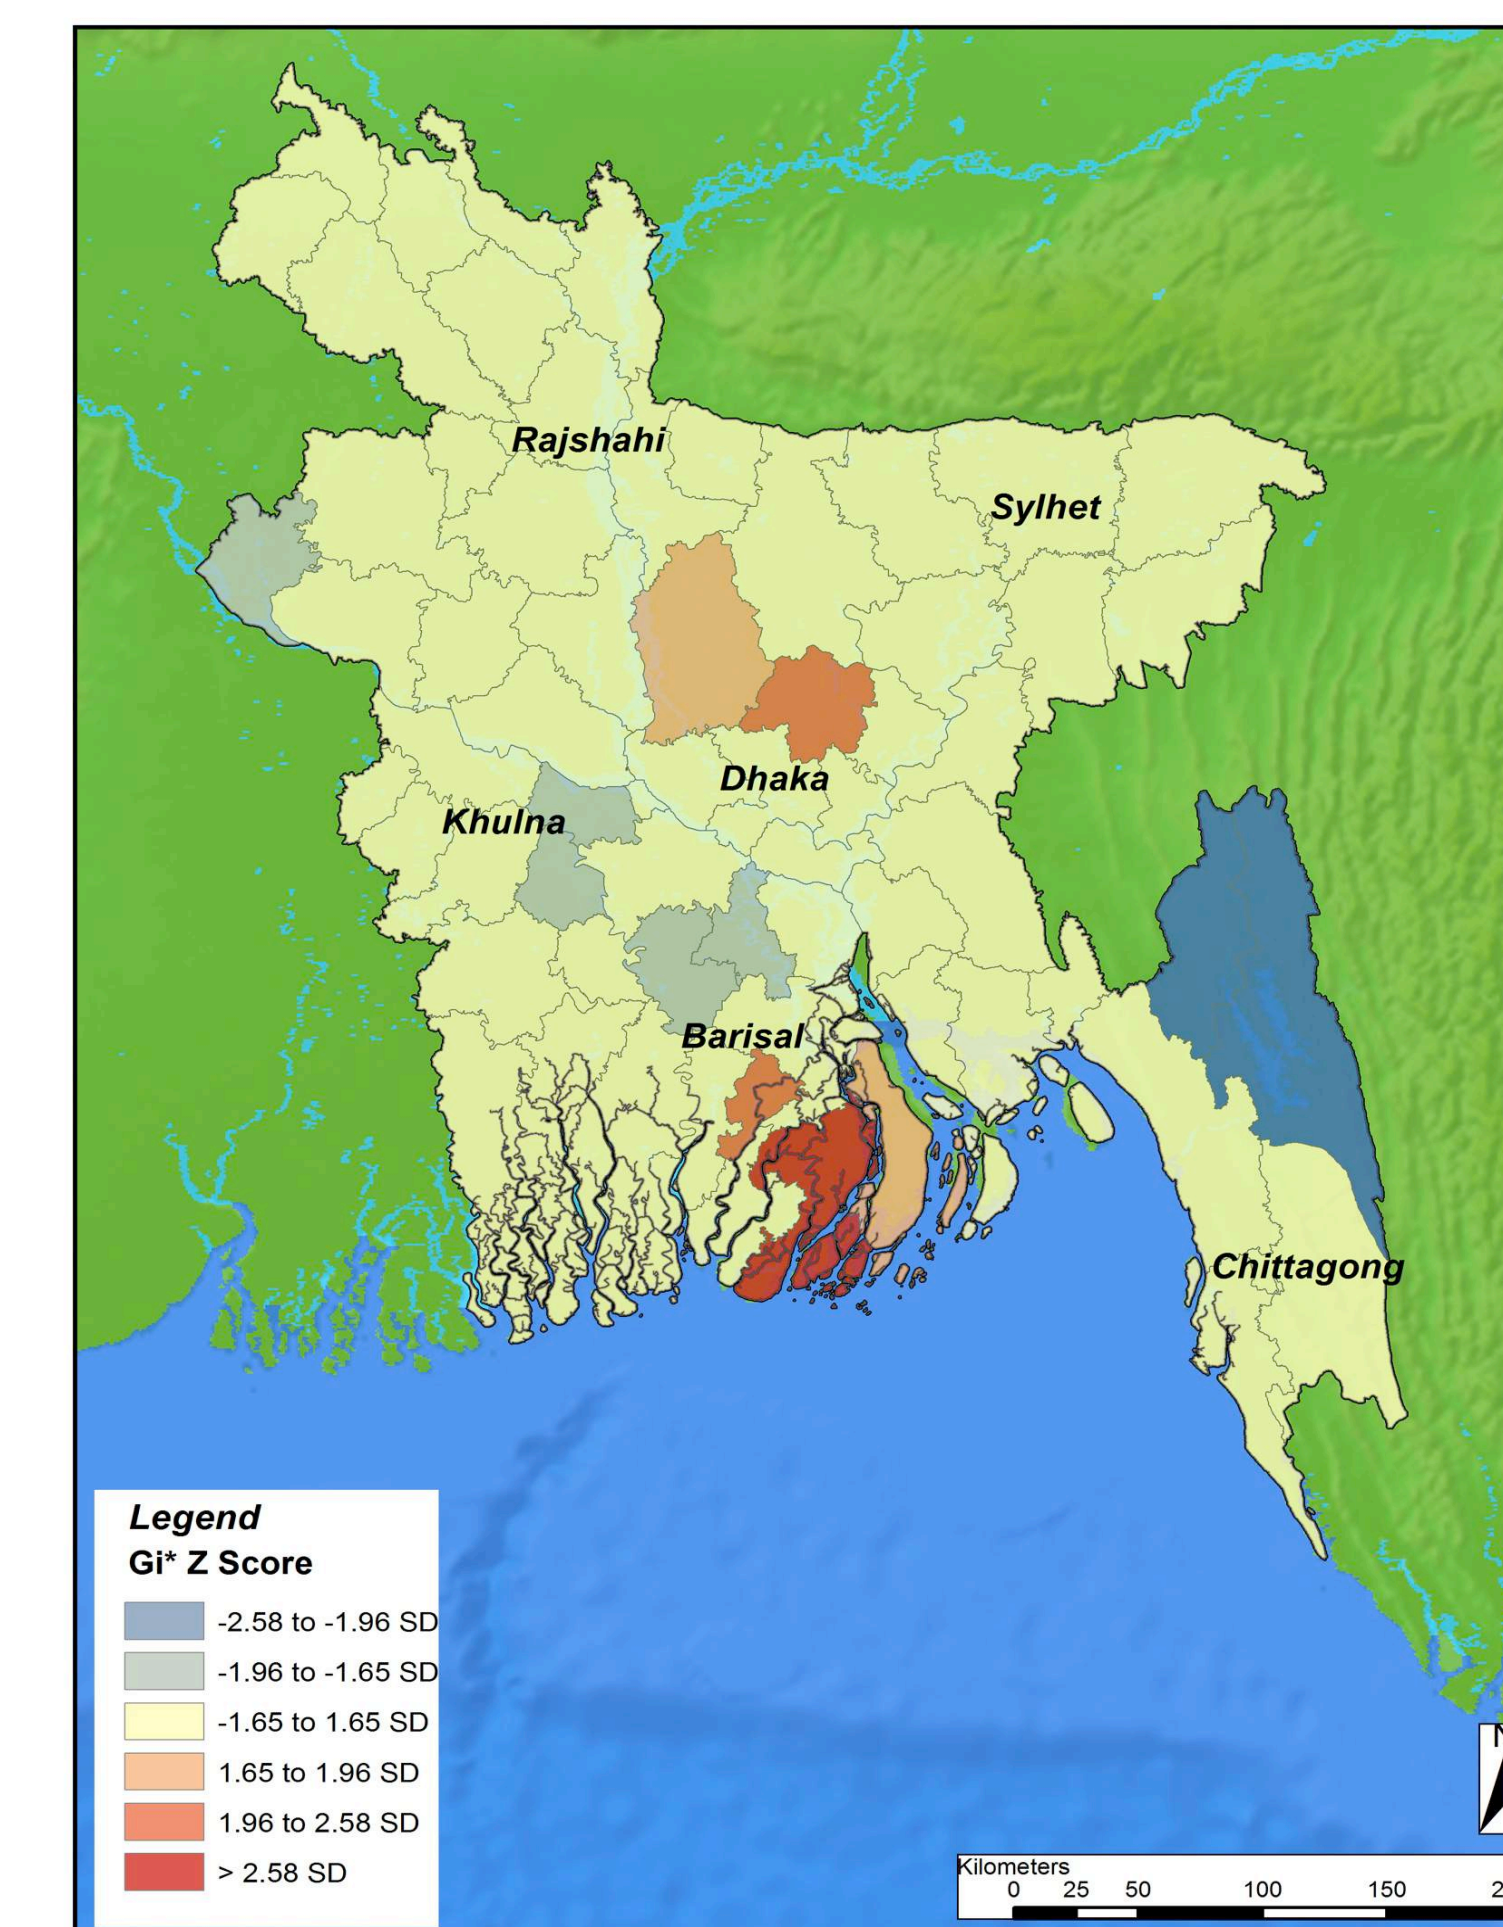 Rajshahi
Sylhet
Dhaka
Khulna
Barisal
Chittagong
Legend
Gi* Z Score
-2.58 to -1.96 SD
-1.96 to -1.65 SD
-1.65 to 1.65 SD
1.65 to 1.96 SD
1.96 to 2.58 SD
> 2.58 SD
N
Kilometers
0 25 50 100 150